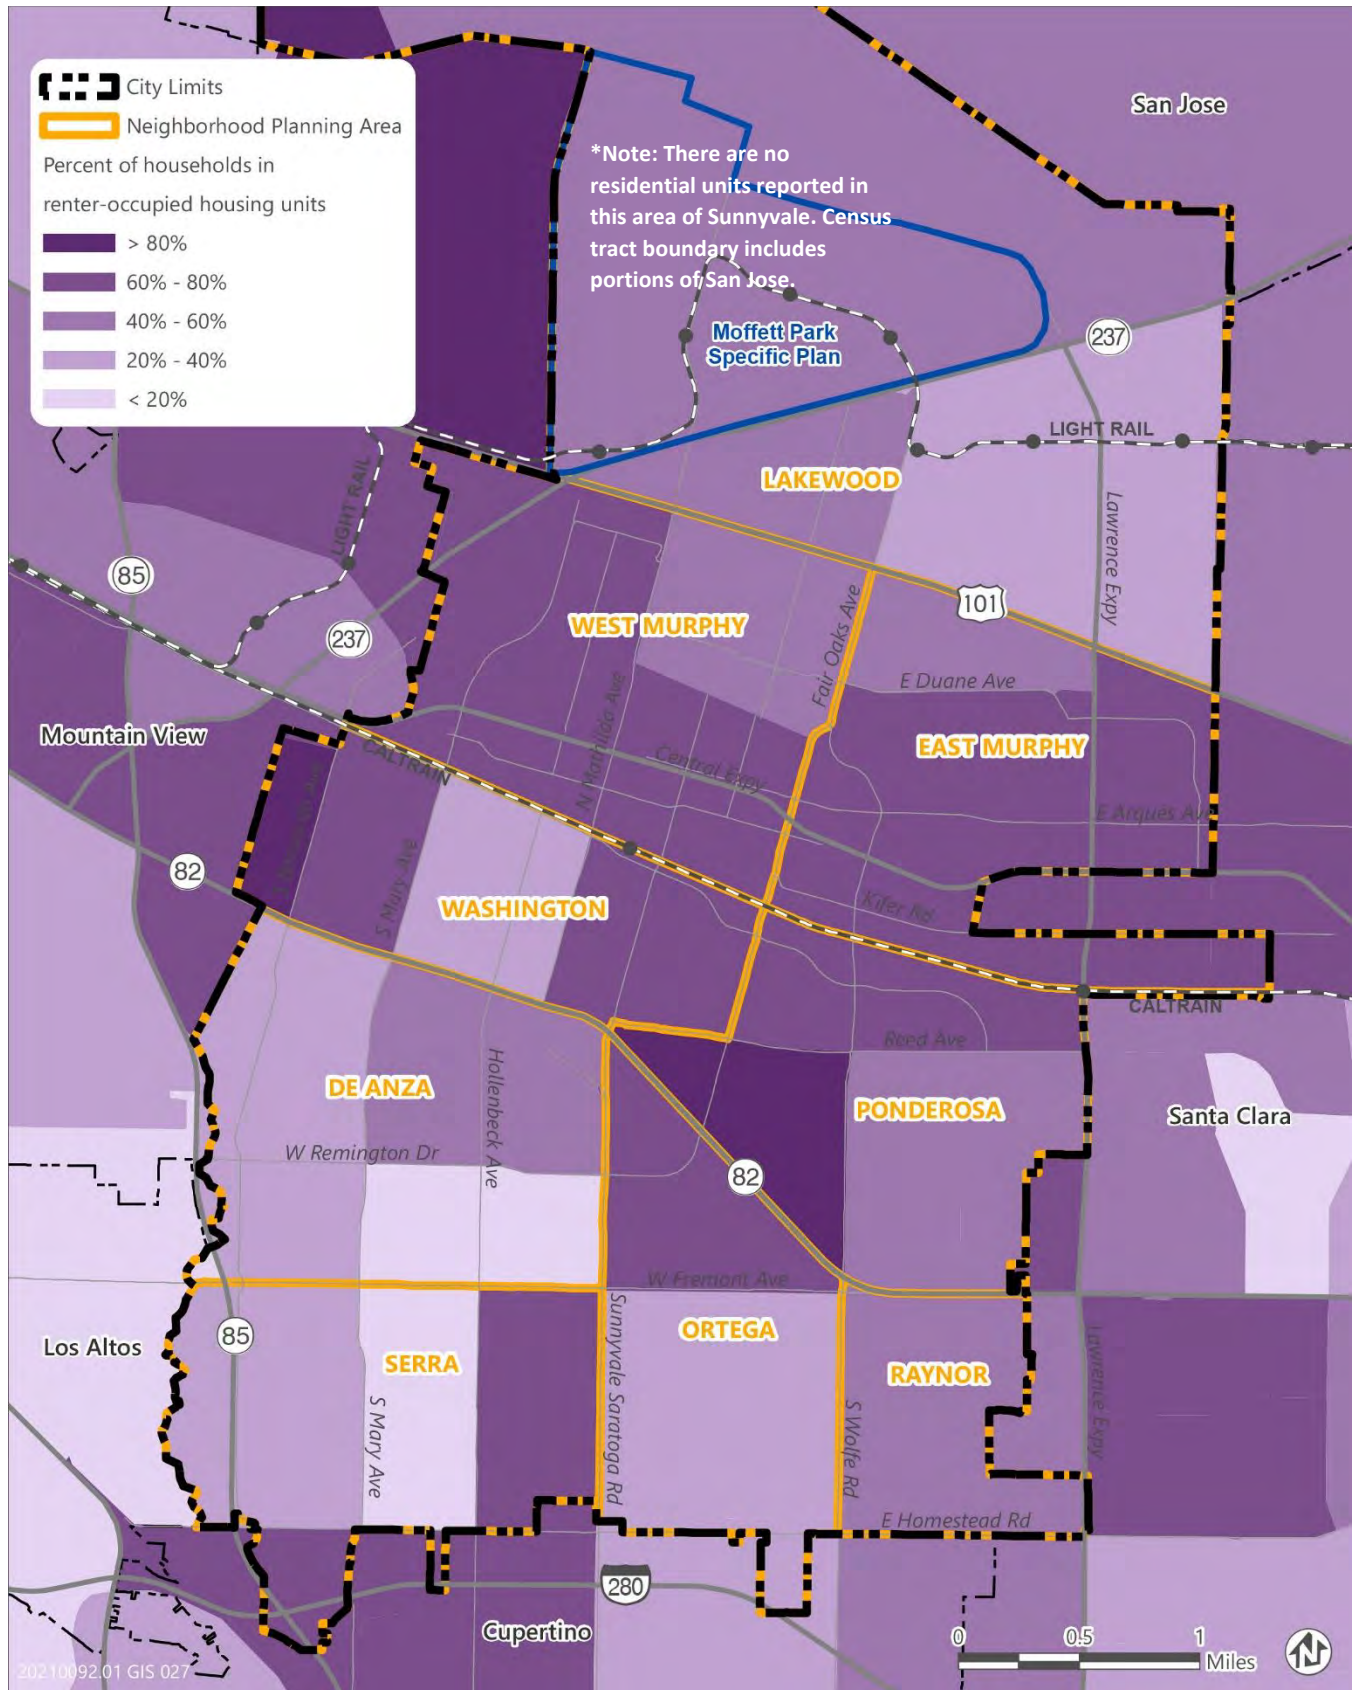 City Limits
Neighborhood Planning Area
Percent of households in
renter-occupied housing units
> 80%
60% - 80%
40% - 60%
20% - 40%
< 20%
San Jose
*Note: There are no
residential units reported in
this area of Sunnyvale. Census
tract boundary includes
portions of San Jose.
Moffett Park
Specific Plan
237
LIGHT RAIL
LAKEWOOD
LIGHT RAIL
Lawrence Expy
85
101
237
WEST MURPHY
Fair Oaks Ave
E Duane Ave
N Mathilda Ave
Mountain View
EAST MURPHY
CALTRAIN
Central Expy
E Arques Ave
82
S Mary Ave
WASHINGTON
Kifer Rd
CALTRAIN
Reed Ave
Hollenbeck Ave
DE ANZA
PONDEROSA
Santa Clara
W Remington Dr
82
W Fremont Ave
Los Altos
85
SERRA
ORTEGA
RAYNOR
Sunnyvale Saratoga Rd
S Mary Ave
S Wolfe Rd
Lawrence Expy
E Homestead Rd
280
Cupertino
0 0.5 1
Miles
N
20210092.01 GIS 027